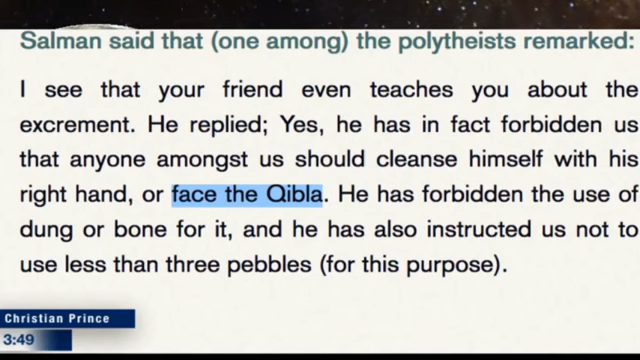 Salman said that (one among) the polytheists remarked:
I see that your friend even teaches you about the
excrement. He replied; Yes, he has in fact forbidden us
that anyone amongst us should cleanse himself with his
right hand, or face the Qibla. He has forbidden the use of
dung or bone for it, and he has also instructed us not to
use less than three pebbles (for this purpose).
Christian Prince
3:49